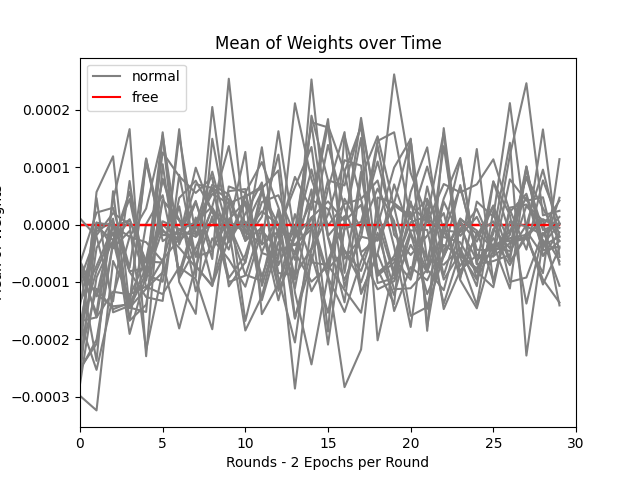 Mean of Weights over Time
normal
free
0.0002
0.0001
0.0000
−0.0001
−0.0002
−0.0003
0 5 10 15 20 25 30
Rounds - 2 Epochs per Round